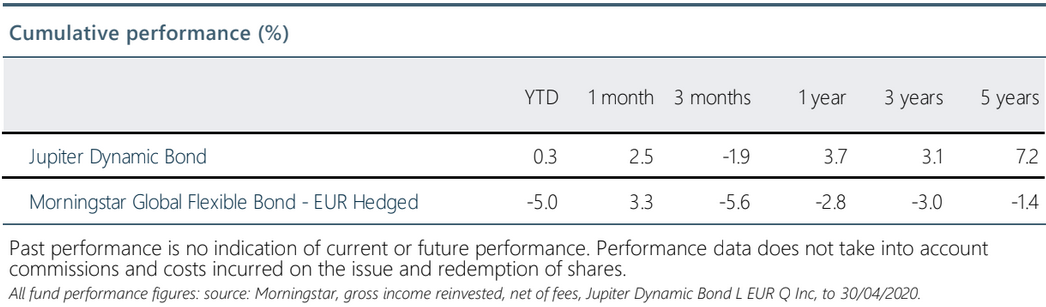 Cumulative performance (%)
YTD 1 month 3 months 1 year 3 years 5 years
Jupiter Dynamic Bond 0.3 2.5 -1.9 3.7 3.1 7.2
Morningstar Global Flexible Bond - EUR Hedged -5.0 3.3 -5.6 -2.8 -3.0 -1.4
Past performance is no indication of current or future performance. Performance data does not take into account
commissions and costs incurred on the issue and redemption of shares.
All fund performance figures: source: Morningstar, gross income reinvested, net of fees, Jupiter Dynamic Bond L EUR Q Inc, to 30/04/2020.